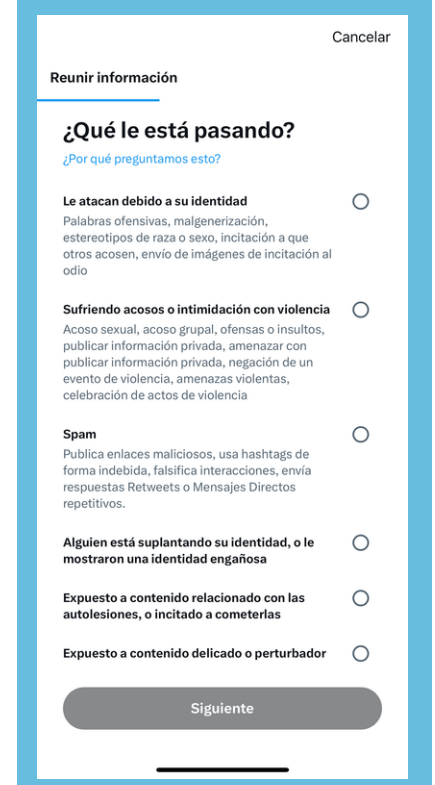 Cancelar
Reunir información
¿Qué le está pasando?
¿Por qué preguntamos esto?
Le atacan debido a su identidad
Palabras ofensivas, malgenerización,
estereotipos de raza o sexo, incitación a que
otros acosen, envío de imágenes de incitación al
odio
Sufriendo acosos o intimidación con violencia
Acoso sexual, acoso grupal, ofensas o insultos,
publicar información privada, amenazar con
publicar información privada, negación de un
evento de violencia, amenazas violentas,
celebración de actos de violencia
Spam
Publica enlaces maliciosos, usa hashtags de
forma indebida, falsifica interacciones, envía
respuestas Retweets o Mensajes Directos
repetitivos.
Alguien está suplantando su identidad, o le
mostraron una identidad engañosa
Expuesto a contenido relacionado con las
autolesiones, o incitado a cometerlas
Expuesto a contenido delicado o perturbador
Siguiente